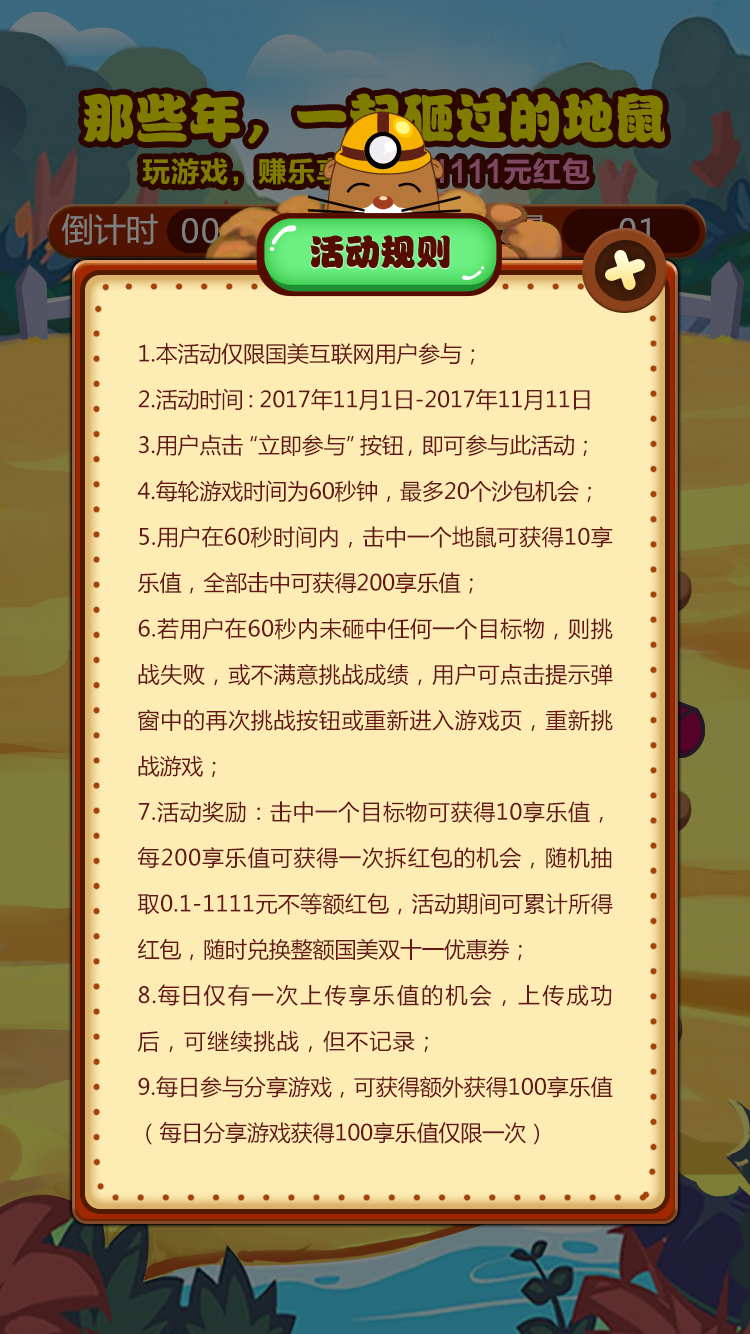 那些年，一起砸过的地鼠
玩游戏，赚乐享 1111元红包
倒计时 00 01
活动规则
1.本活动仅限国美互联网用户参与；
2.活动时间：2017年11月1日-2017年11月11日
3.用户点击“立即参与”按钮，即可参与此活动；
4.每轮游戏时间为60秒钟，最多20个沙包机会；
5.用户在60秒时间内，击中一个地鼠可获得10享
乐值，全部击中可获得200享乐值；
6.若用户在60秒内未砸中任何一个目标物，则挑
战失败，或不满意挑战成绩，用户可点击提示弹
窗中的再次挑战按钮或重新进入游戏页，重新挑
战游戏；
7.活动奖励：击中一个目标物可获得10享乐值，
每200享乐值可获得一次拆红包的机会，随机抽
取0.1-1111元不等额红包，活动期间可累计所得
红包，随时兑换整额国美双十一优惠券；
8.每日仅有一次上传享乐值的机会，上传成功
后，可继续挑战，但不记录；
9.每日参与分享游戏，可获得额外获得100享乐值
（每日分享游戏获得100享乐值仅限一次）